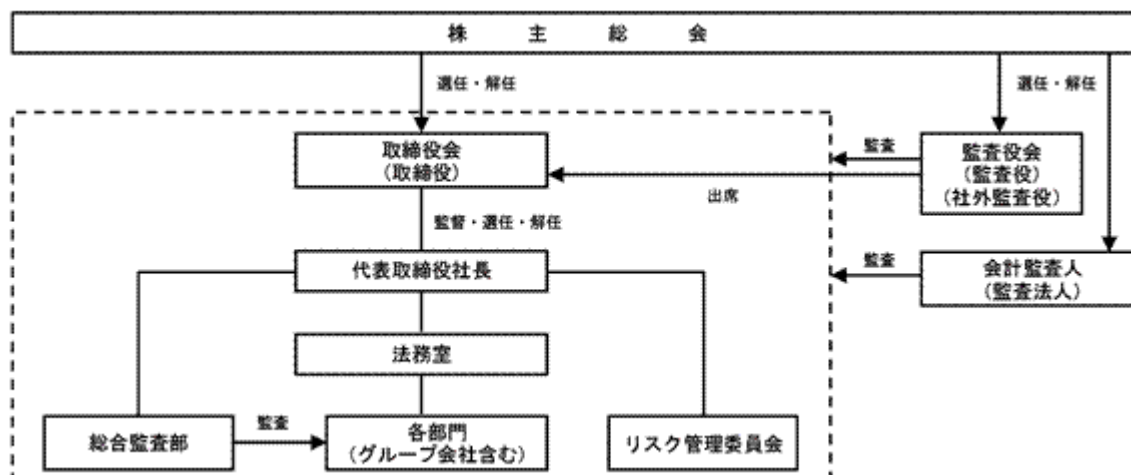 株主総会
選任・解任
選任・解任
取締役会
(取締役)
監査
監査役会
(監査役)
(社外監査役)
出席
監督・選任・解任
代表取締役社長
監査
会計監査人
(監査法人)
法務室
総合監査部
監査
各部門
(グループ会社含む)
リスク管理委員会